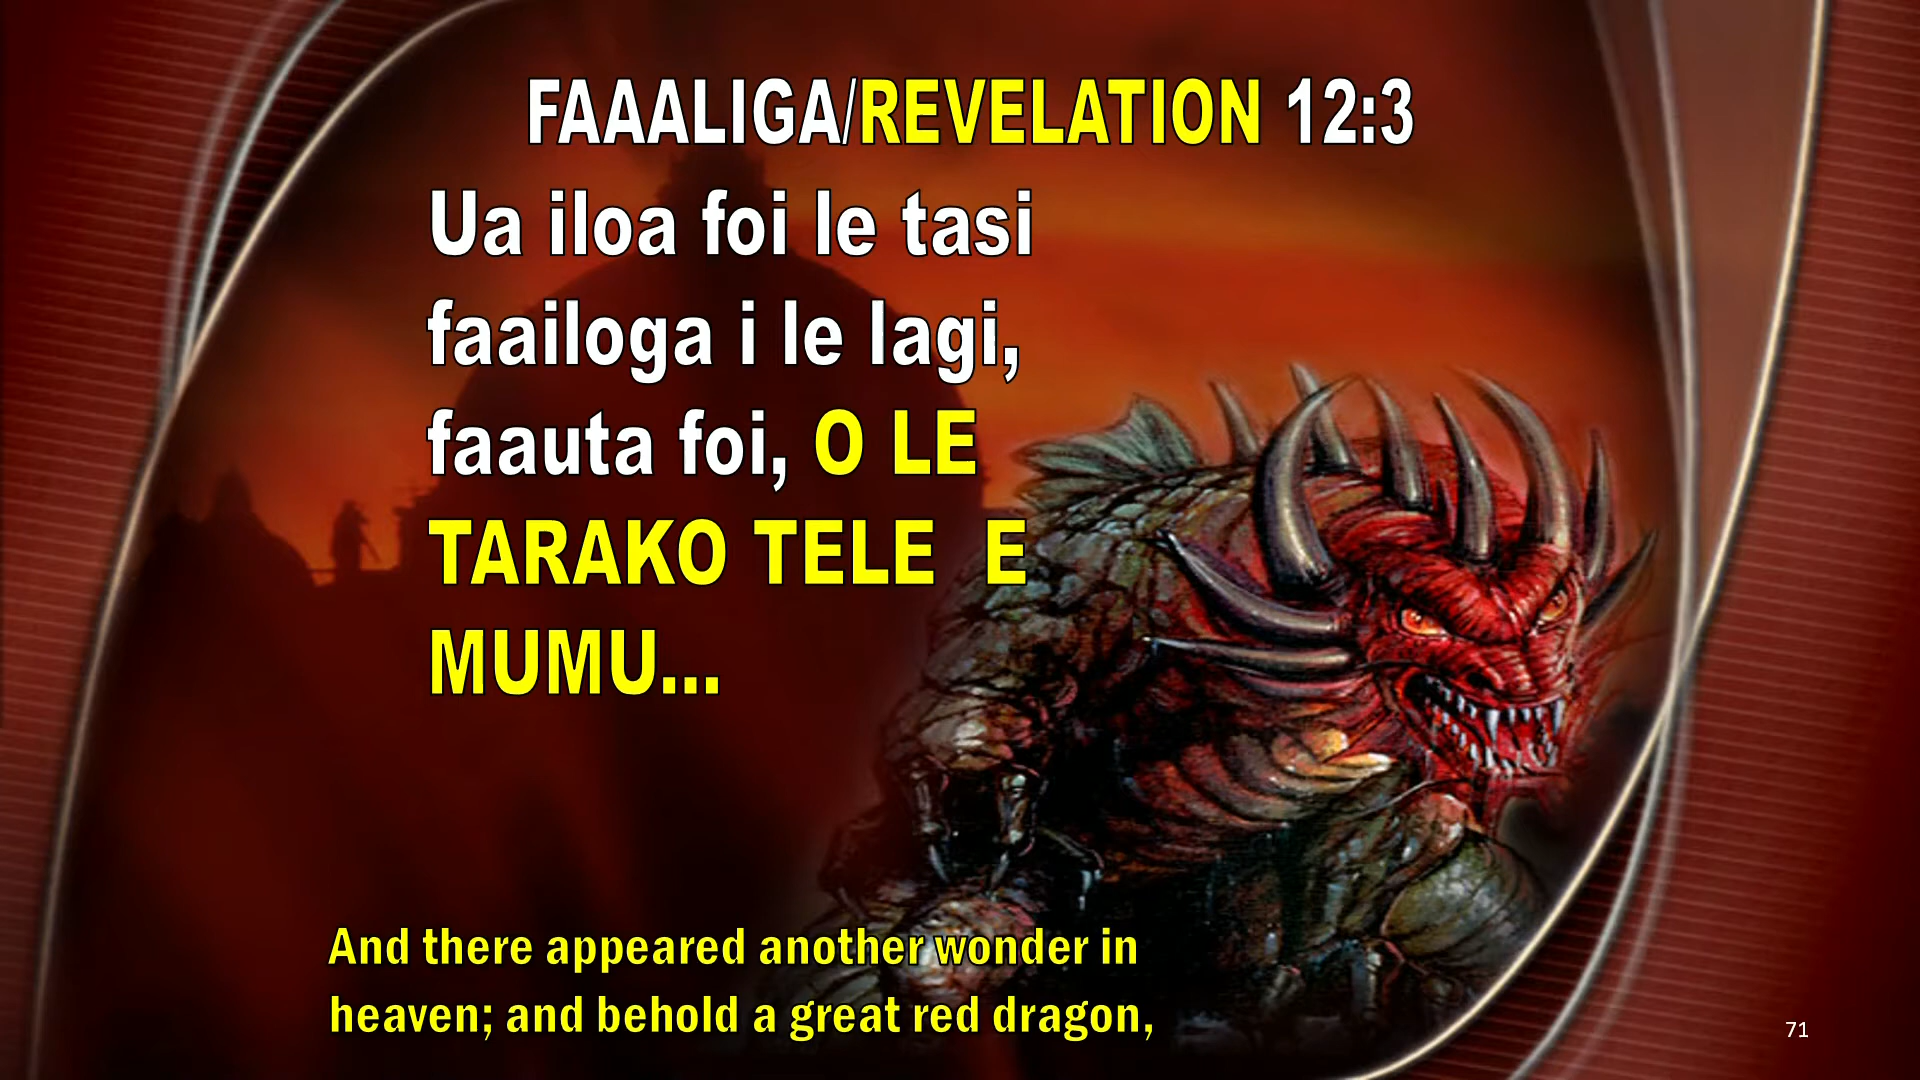 FAAALIGA/REVELATION 12:3
Ua iloa foi le tasi
faailoga i le lagi,
faauta foi, O LE
TARAKO TELE E
MUMU...
And there appeared another wonder in
heaven; and behold a great red dragon,
71